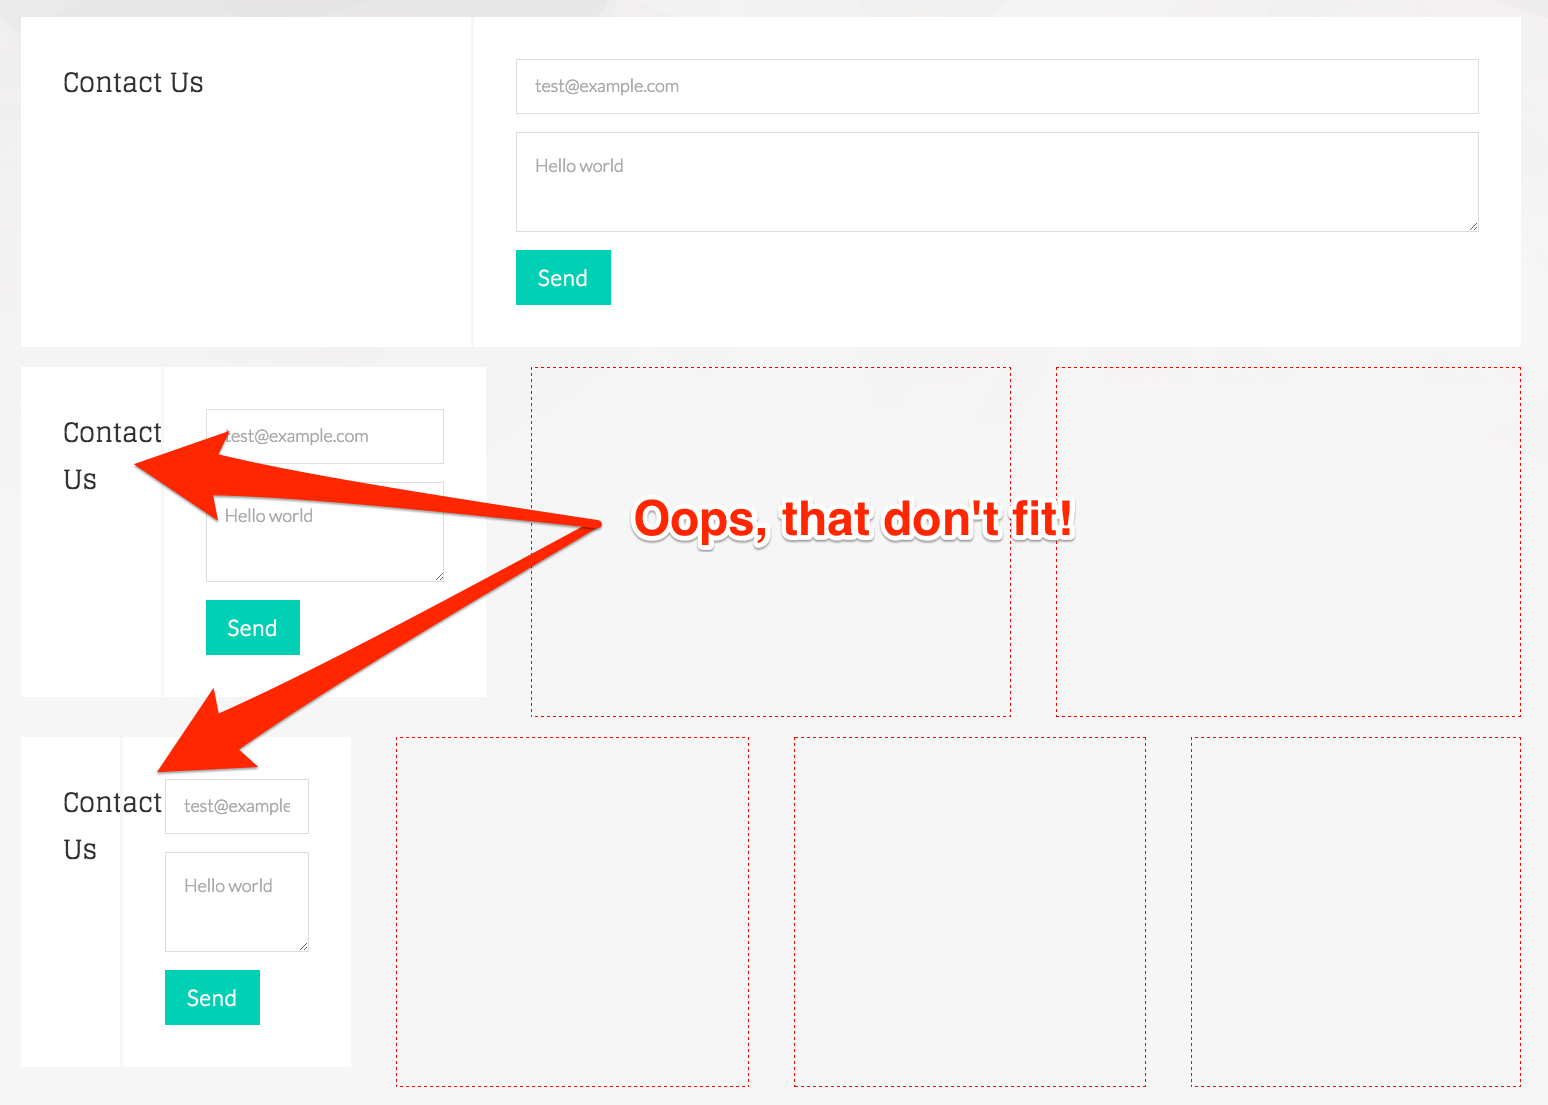 Contact Us
test@example.com
Hello world
Send
Contact
Us
test@example.com
Hello world
Send
Oops, that don't fit!
Contact
Us
test@example
Hello world
Send